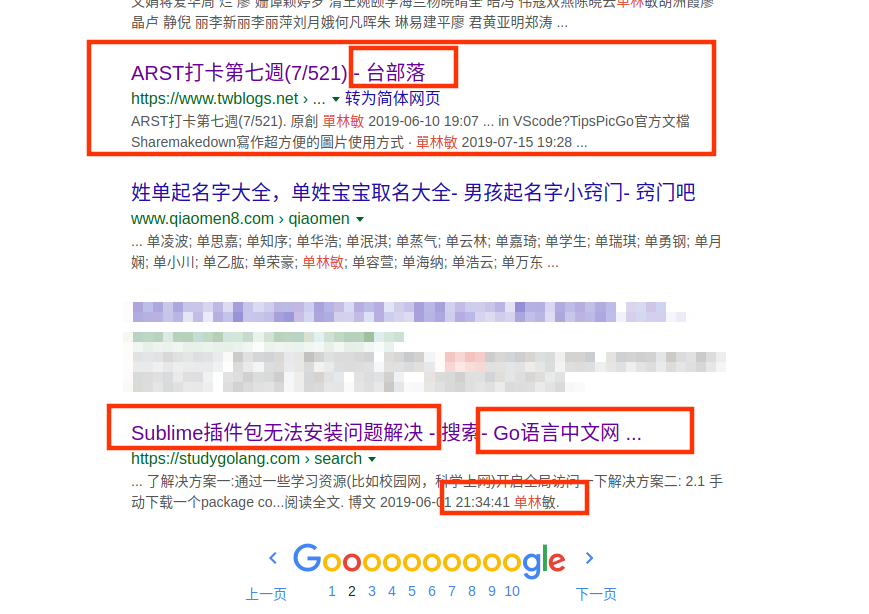 晶卢 静倪 丽李新丽李丽萍刘月娥何凡晖朱 琳易建平廖 君黄亚明郑涛 ...
ARST打卡第七週(7/521) - 台部落
https://www.twblogs.net › ... 转为简体网页
ARST打卡第七週(7/521). 原創 單林敏 2019-06-10 19:07 ... in VScode?TipsPicGo官方文檔
Sharemakedown寫作超方便的圖片使用方式 · 單林敏 2019-07-15 19:28 ...
姓单起名字大全，单姓宝宝取名大全- 男孩起名字小窍门- 窍门吧
www.qiaomen8.com › qiaomen
... 单凌波; 单思嘉; 单知序; 单华浩; 单泯淇; 单蒸气; 单云林; 单嘉琦; 单学生; 单瑞琪; 单勇钢; 单月
娴; 单小川; 单乙肱; 单荣豪; 单林敏; 单容萱; 单海纳; 单浩云; 单万东 ...
Sublime插件包无法安装问题解决 - 搜索- Go语言中文网 ...
https://studygolang.com › search
... 了解决方案一:通过一些学习资源(比如校园网，科学上网)开启全局访问一下解决方案二: 2.1 手
动下载一个package co...阅读全文. 博文 2019-06-01 21:34:41 单林敏.
Gooooooooogle
上一页 1 2 3 4 5 6 7 8 9 10 下一页